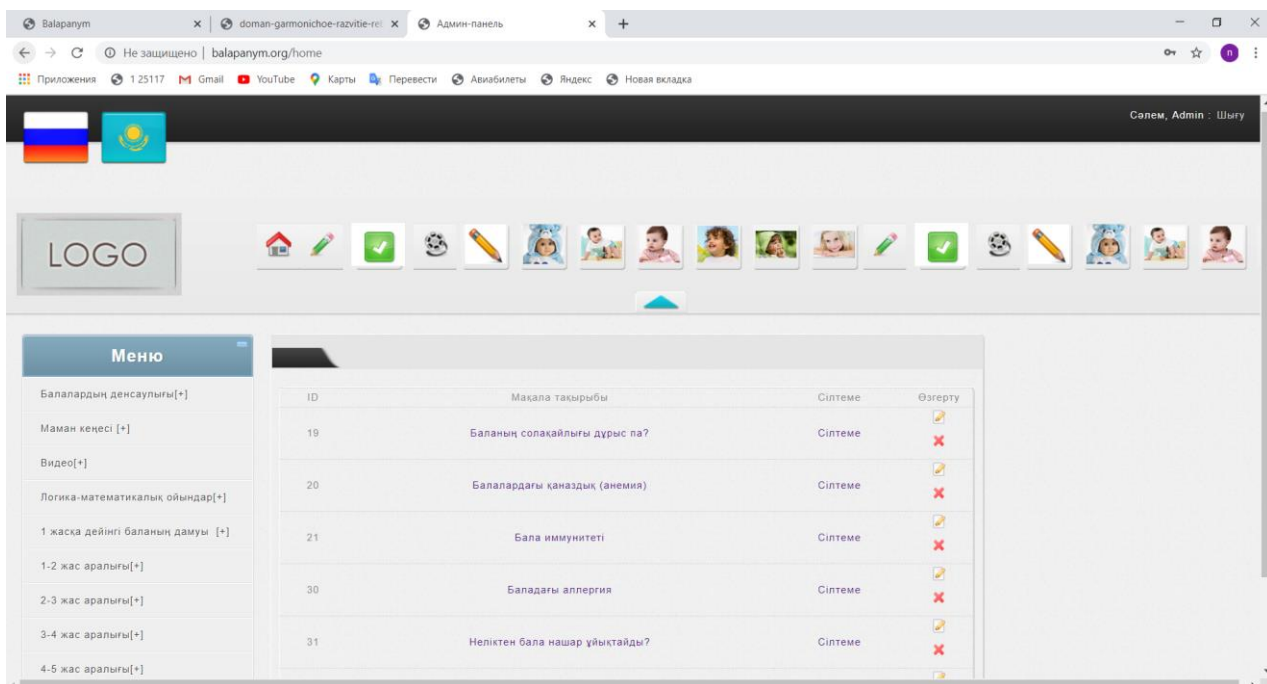 Balapanym
doman-garmonichoe-razvitie-re
Админ-панель
Не защищено | balapanym.org/home
n
Приложения 1 25117 Gmail YouTube Карты Перевести Авиабилеты Яндекс Новая вкладка
Сәлем, Admin : Шығу
LOGO
Меню
Балалардың денсаулығы[+]
Маман кеңесі [+]
Видео[+]
Логика-математикалық ойындар[+]
1 жасқа дейінгі баланың дамуы [+]
1-2 жас аралығы[+]
2-3 жас аралығы[+]
3-4 жас аралығы[+]
4-5 жас аралығы[+]
ID Мақала тақырыбы Сілтеме Өзгерту
19 Баланың солақайлығы дұрыс па? Сілтеме
20 Балалардағы қаназдық (анемия) Сілтеме
21 Бала иммунитеті Сілтеме
30 Баладағы аллергия Сілтеме
31 Неліктен бала нашар ұйықтайды? Сілтеме